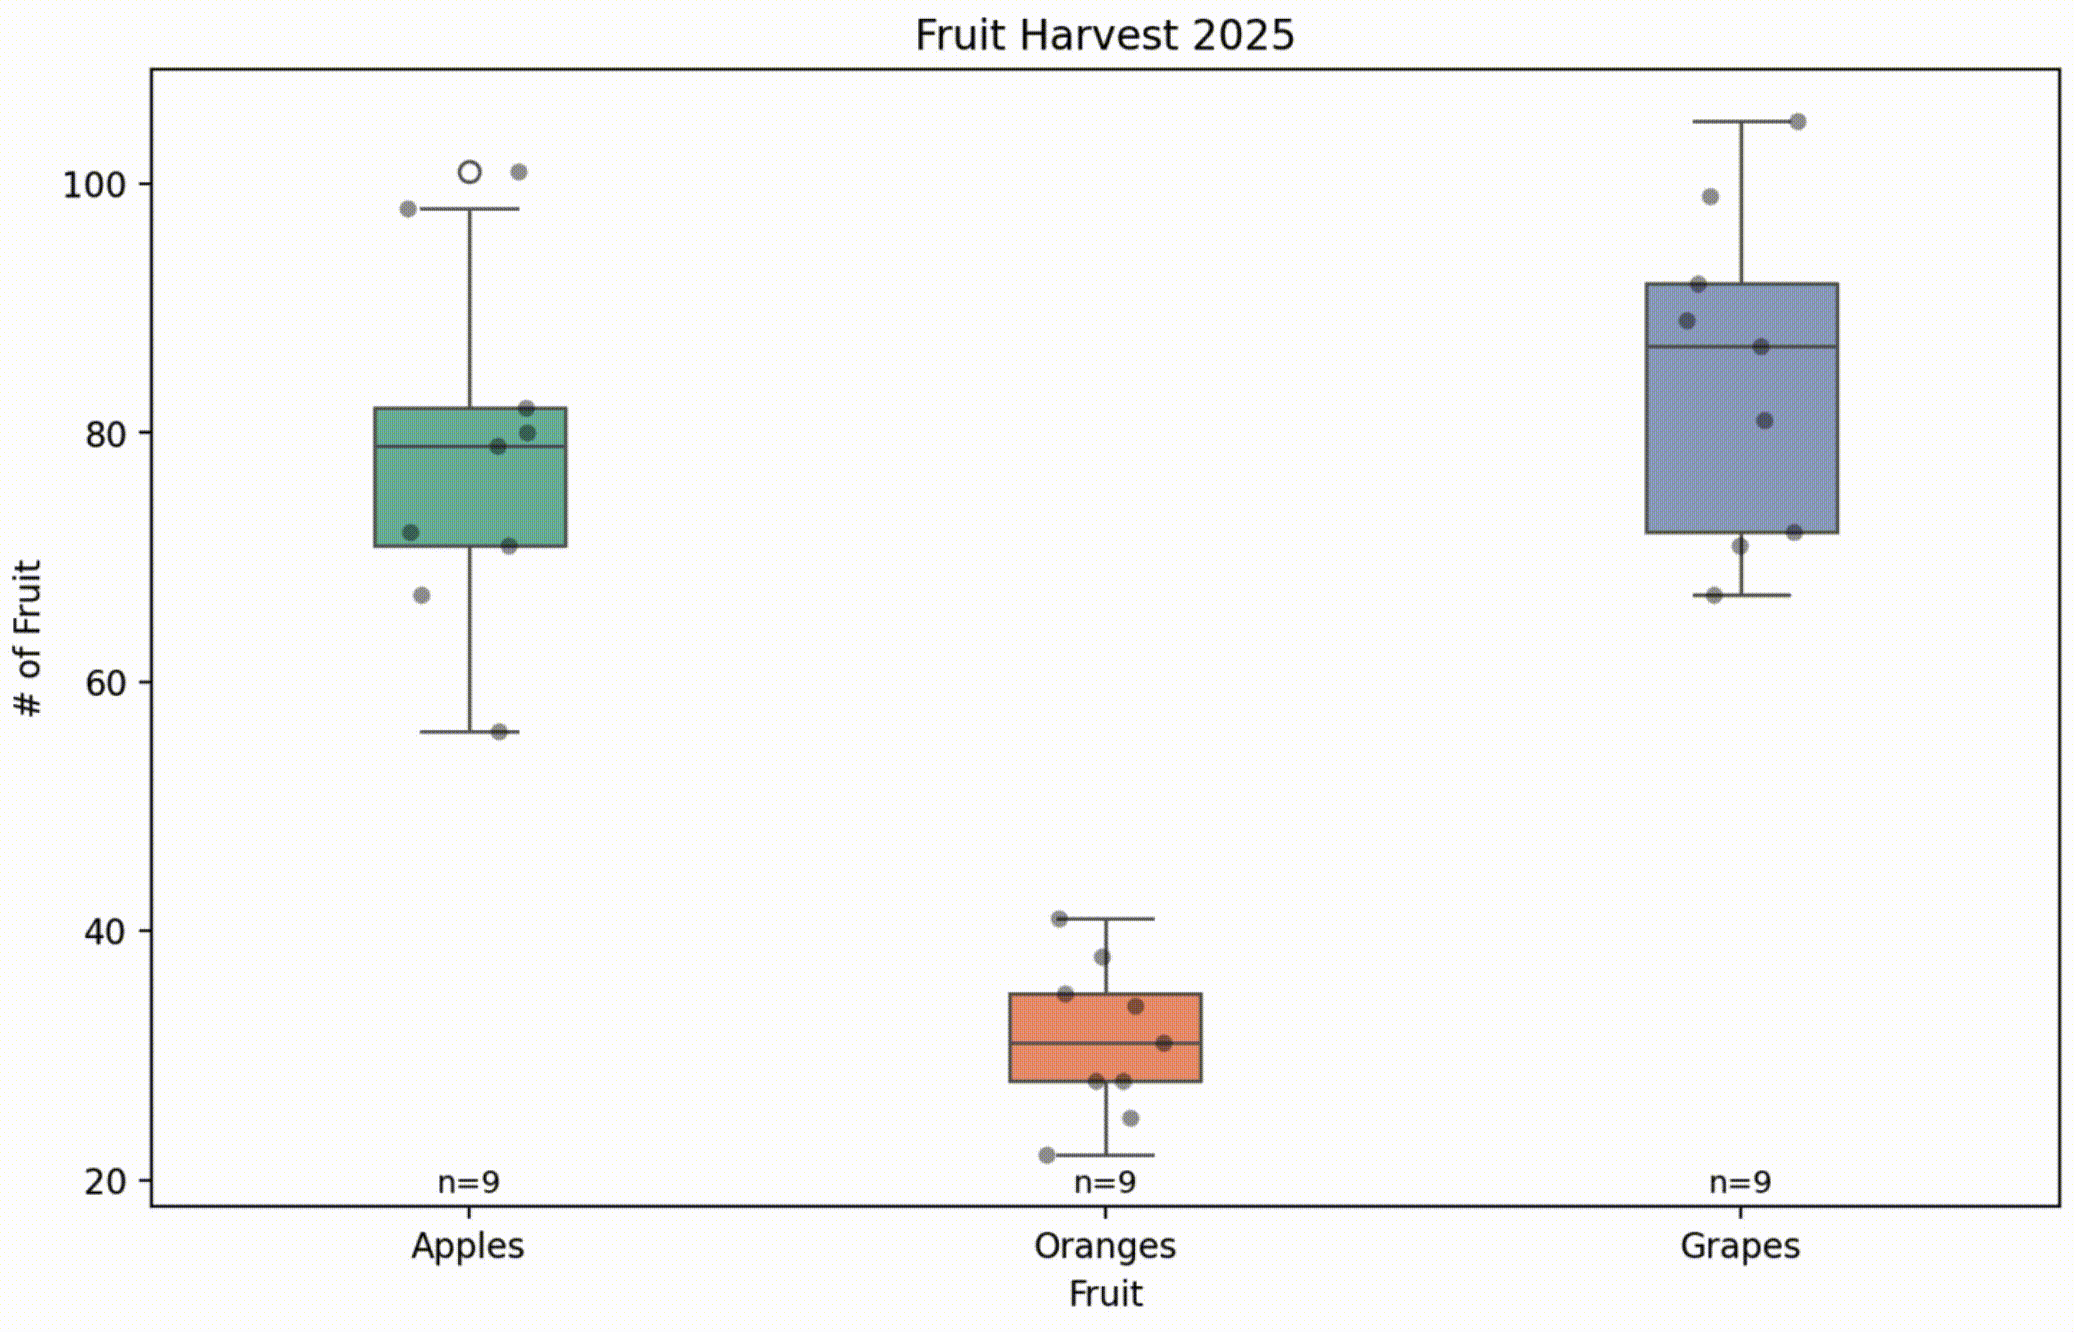 Fruit Harvest 2025
# of Fruit
100
80
60
40
20
n=9
n=9
n=9
Apples
Oranges
Grapes
Fruit